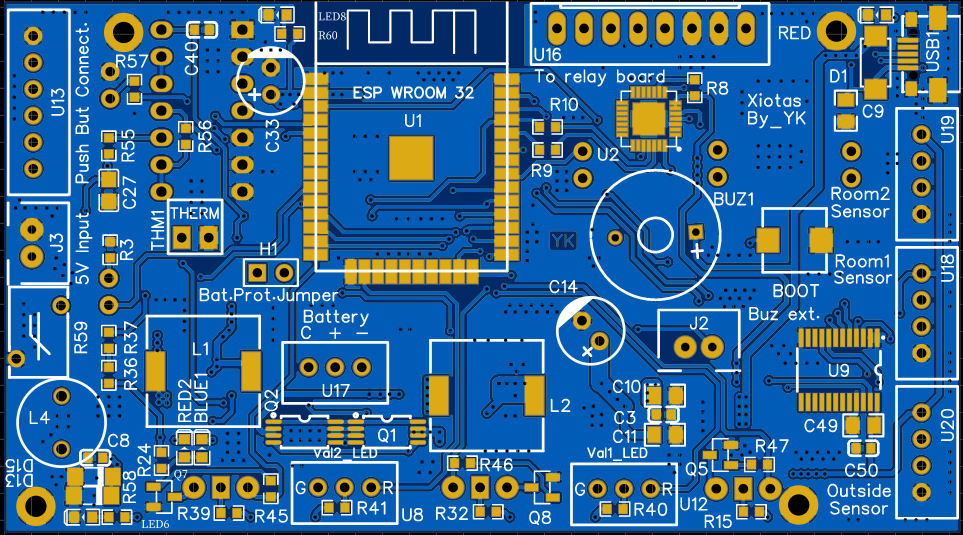 LED8
R60
U16
RED
USB1
R57
C40
C33
ESP WROOM 32
To relay board
R8
D1
C9
U13
Push But Connect.
R55
R56
U1
R10
R9
U2
Xiotas
By_YK
U19
C27
THM1
THERM
BUZ1
Room2
Sensor
J3
5V Input
R3
H1
YK
Bat.Prot.Jumper
C14
BOOT
Room1
Sensor
U18
R59
R37
R36
L1
Battery
C + -
U17
J2
Buz ext.
U9
L4
RED2
BLUE1
Q2
Q1
L2
C10
C3
C11
C49
C50
U20
C8
R24
Q7
Val2_LED
R46
Val1_LED
Q5
R47
D13
R58
LED6
R39
R45
G R
R41
U8
R32
Q8
G R
R40
U12
R15
Outside
Sensor